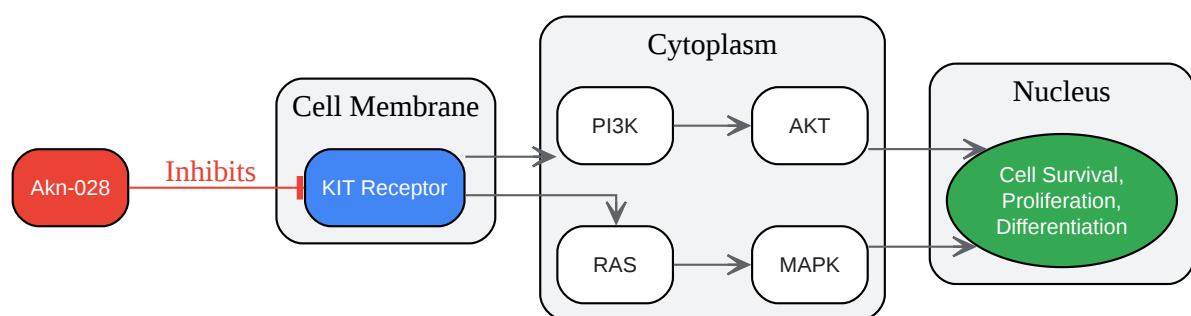 Akn-028
Inhibits
Cell Membrane
KIT Receptor
Cytoplasm
PI3K
AKT
RAS
MAPK
Nucleus
Cell Survival,
Proliferation,
Differentiation